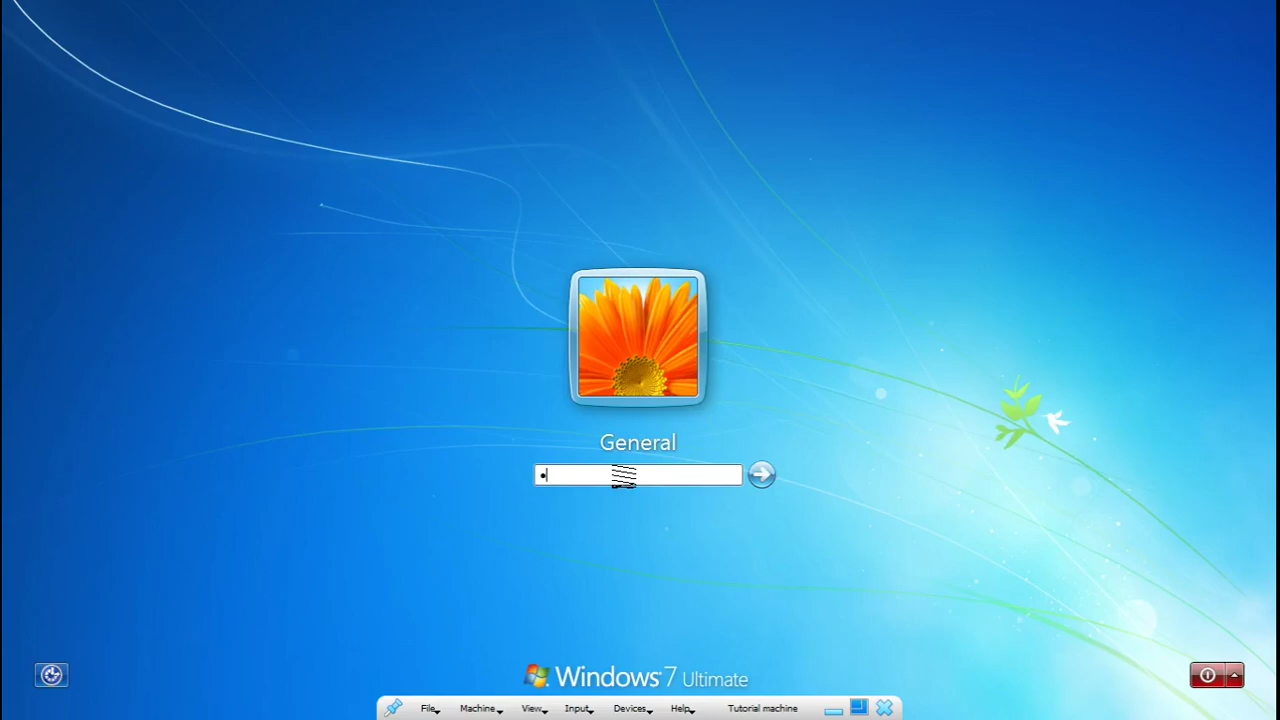 General
Windows 7 Ultimate
File Machine View Input Devices Help Tutorial machine